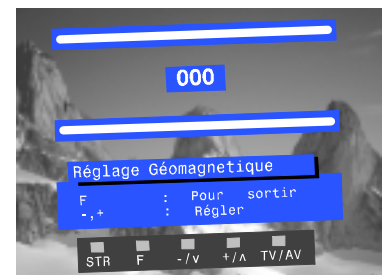 000
Réglage Géomagnetique
F : Pour sortir
-,+ : Régler
STR F -/v +/ʌ TV/AV